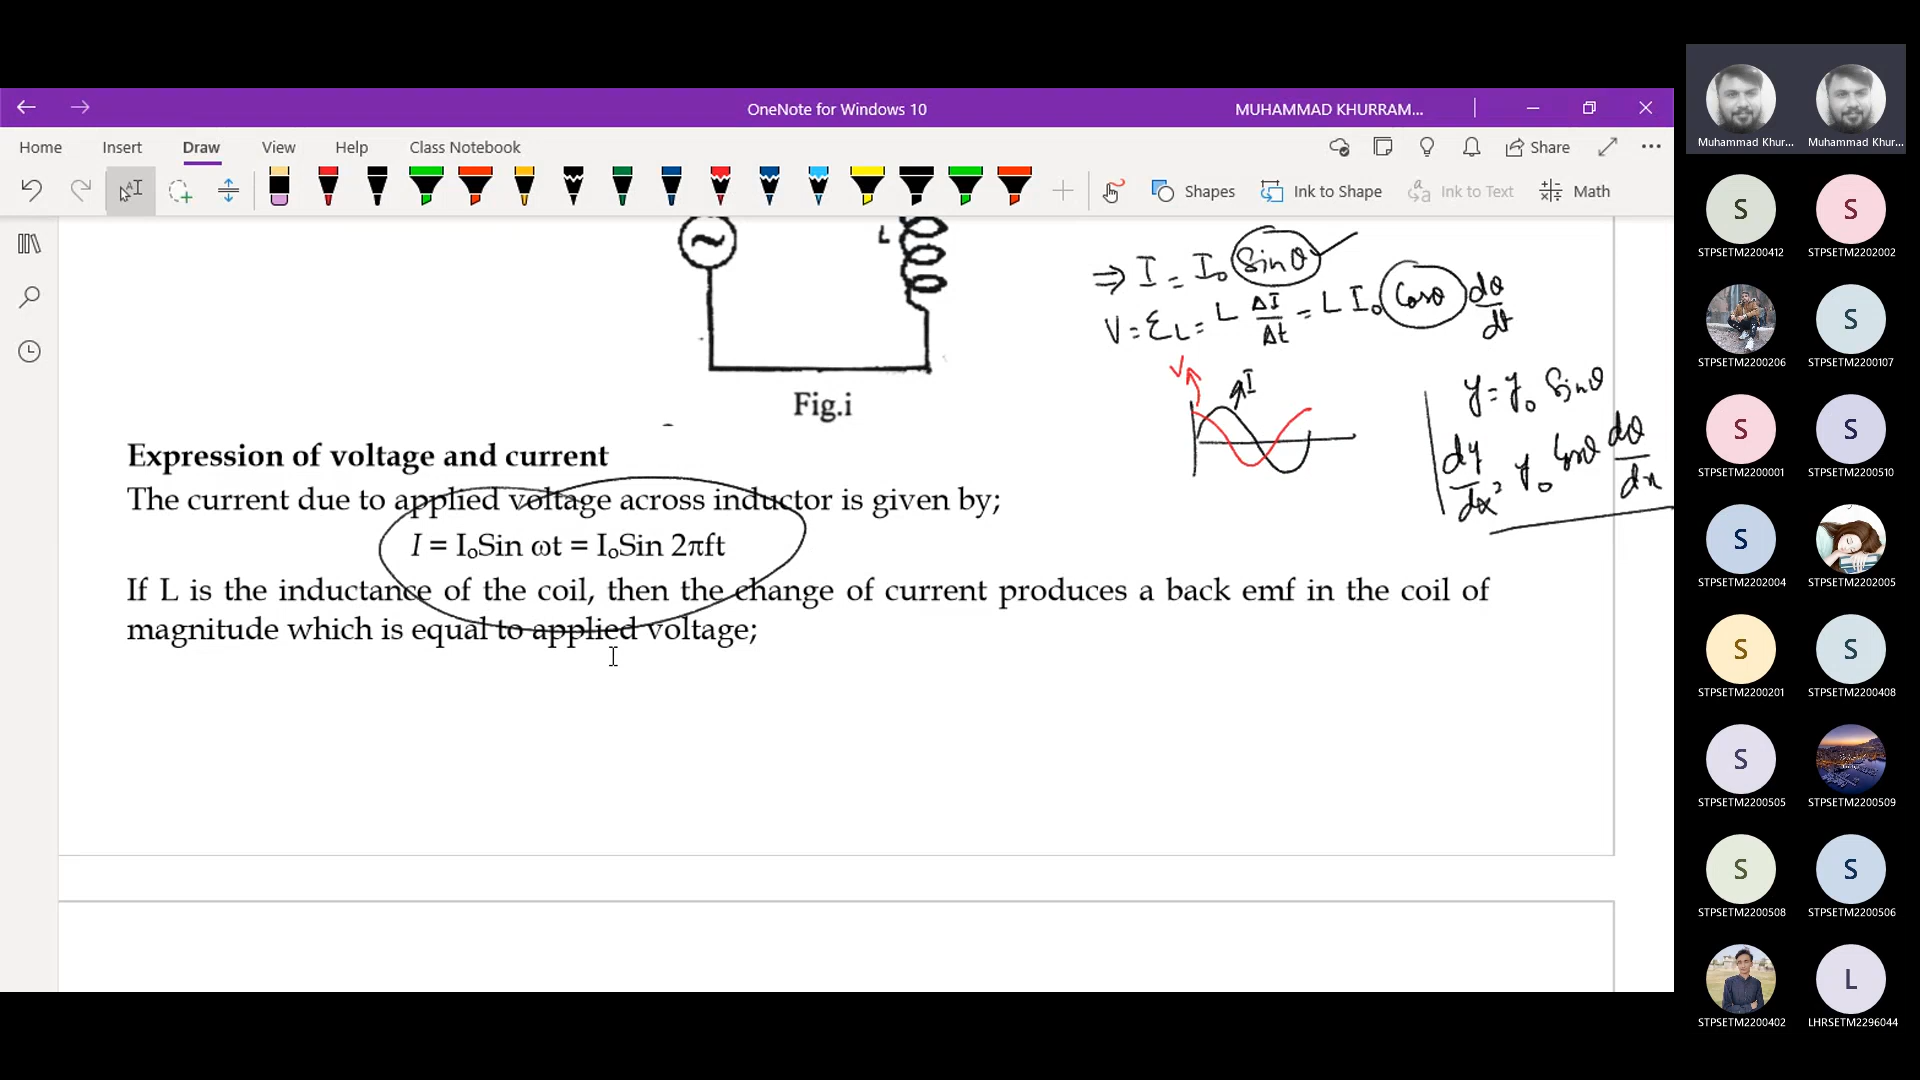 OneNote for Windows 10
MUHAMMAD KHURRAM...
Home Insert Draw View Help Class Notebook
Share
Shapes
Ink to Shape
Ink to Text
Math
L
Fig.i
⇒ I = I₀ Sinθ
V = ℰL = L ΔI/Δt = L I₀ Cosθ dθ/dt
V
I
y = y₀ Sinθ
dy/dx = y₀ Cosθ dθ/dx
Expression of voltage and current
The current due to applied voltage across inductor is given by;
I = I₀Sin ωt = I₀Sin 2πft
If L is the inductance of the coil, then the change of current produces a back emf in the coil of
magnitude which is equal to applied voltage;
Muhammad Khur... Muhammad Khur...
S S
STPSETM2200412 STPSETM2202002
S
STPSETM2200206 STPSETM2200107
S S
STPSETM2200001 STPSETM2200510
S
STPSETM2202004 STPSETM2202005
S S
STPSETM2200201 STPSETM2200408
S
STPSETM2200505 STPSETM2200509
S S
STPSETM2200508 STPSETM2200506
L
STPSETM2200402 LHRSETM2296044